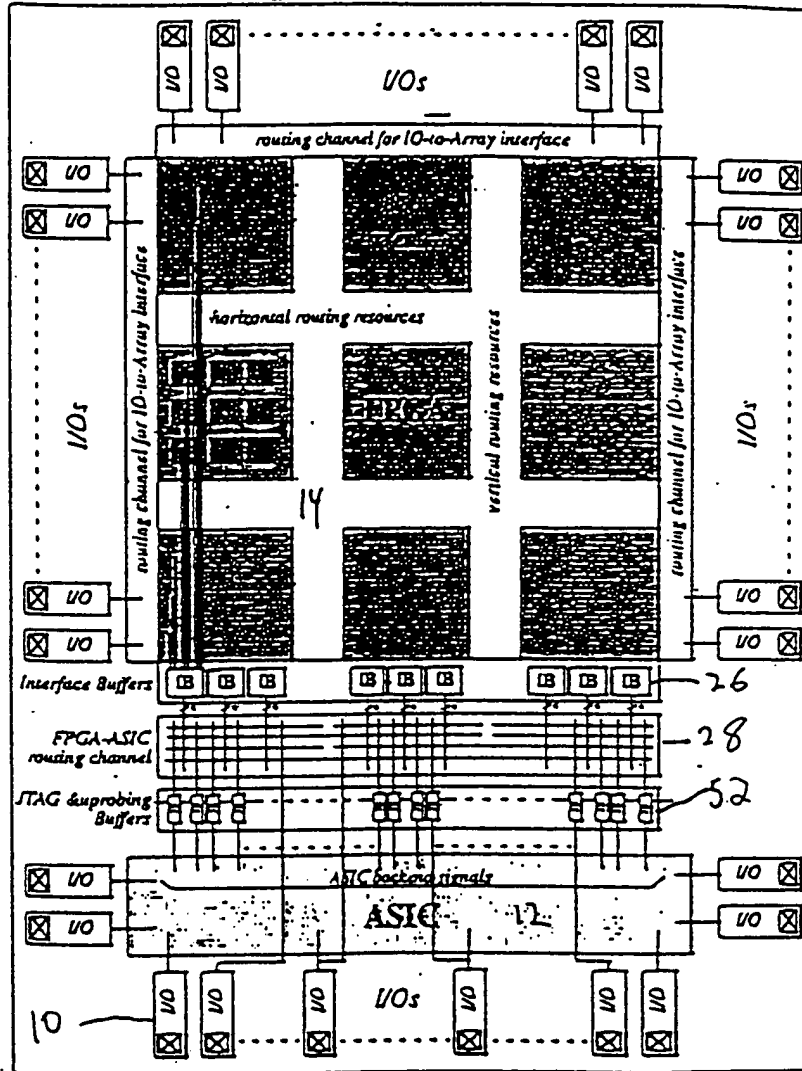 I/O I/O I/O I/O
I/Os
routing channel for IO-to-Array interface
I/O
I/O
I/O
I/O
routing channel for IO-to-Array interface
routing channel for IO-to-Array interface
horizontal routing resources
vertical routing resources
FPGA
I/Os
I/Os
14
I/O
I/O
I/O
I/O
Interface Buffers
IB IB IB IB IB IB IB IB IB
26
FPGA-ASIC
routing channel
28
JTAG &uprobing
Buffers
52
I/O
I/O
ASIC bockend signals
ASIC
12
I/O
I/O
I/O I/O I/O I/O I/O I/O
I/Os
10